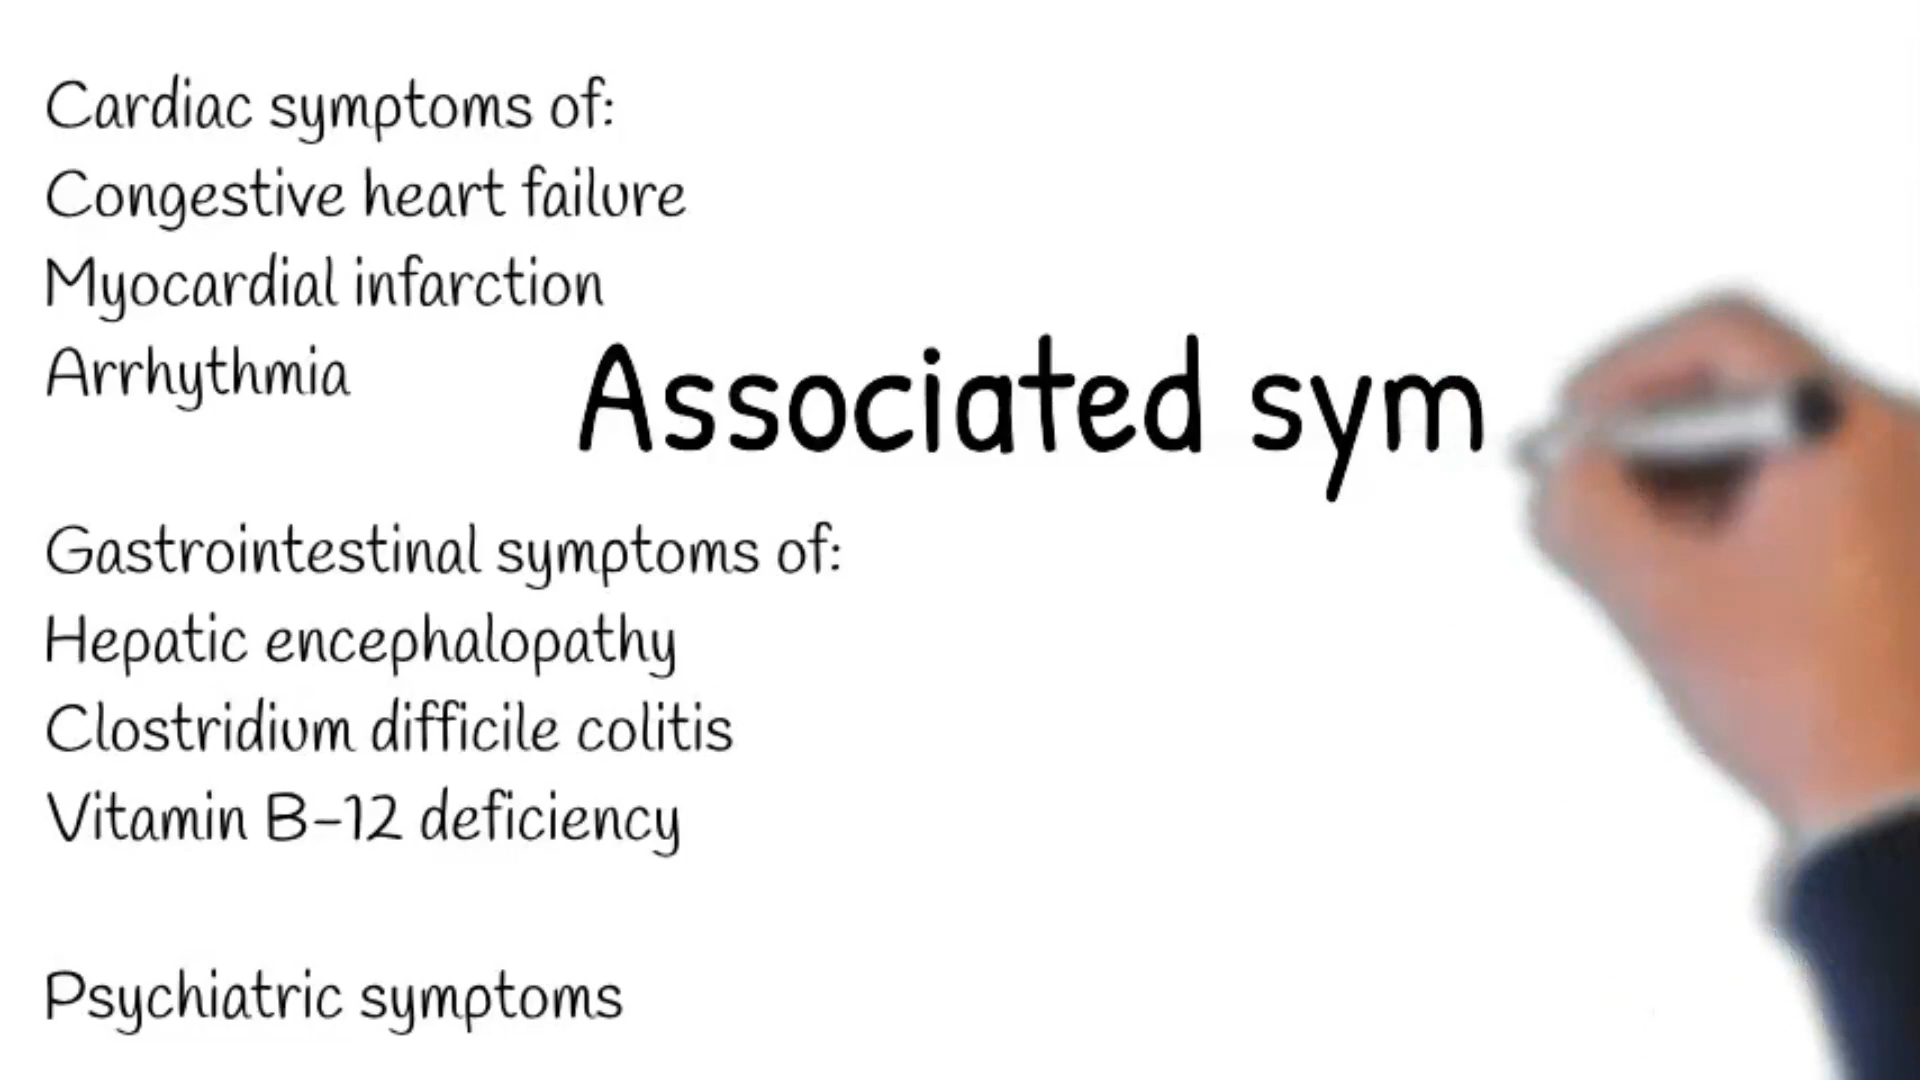 Cardiac symptoms of:
Congestive heart failure
Myocardial infarction
Arrhythmia
Associated sym
Gastrointestinal symptoms of:
Hepatic encephalopathy
Clostridium difficile colitis
Vitamin B-12 deficiency
Psychiatric symptoms